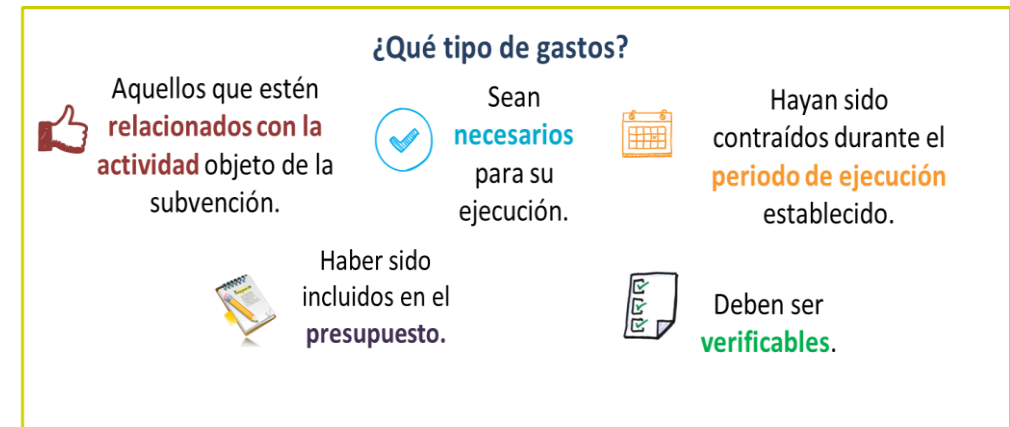 ¿Qué tipo de gastos?
Aquellos que estén
relacionados con la
actividad objeto de la
subvención.
Sean
necesarios
para su
ejecución.
Hayan sido
contraídos durante el
periodo de ejecución
establecido.
Haber sido
incluidos en el
presupuesto.
Deben ser
verificables.